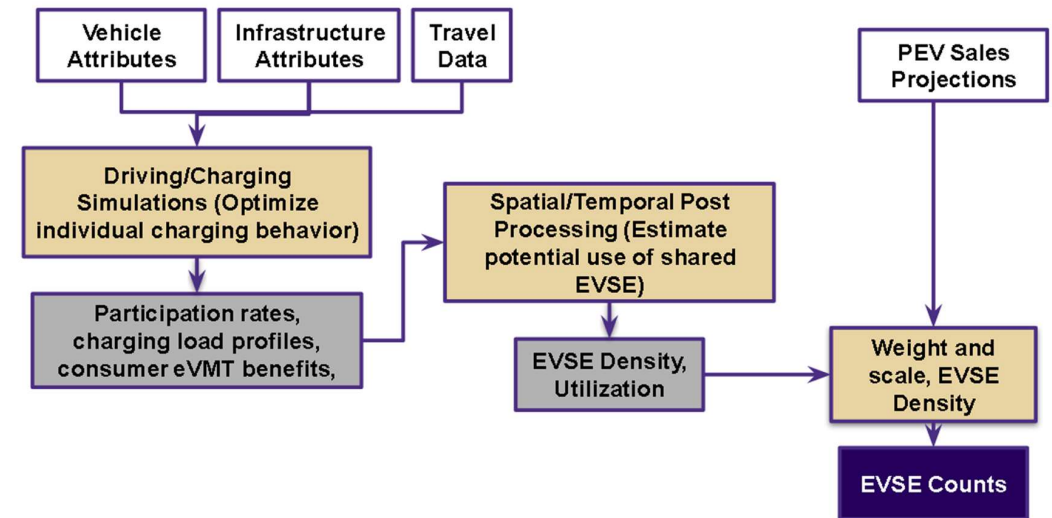 Vehicle
Attributes
Infrastructure
Attributes
Travel
Data
PEV Sales
Projections
Driving/Charging
Simulations (Optimize
individual charging behavior)
Spatial/Temporal Post
Processing (Estimate
potential use of shared
EVSE)
Participation rates,
charging load profiles,
consumer eVMT benefits,
EVSE Density,
Utilization
Weight and
scale, EVSE
Density
EVSE Counts